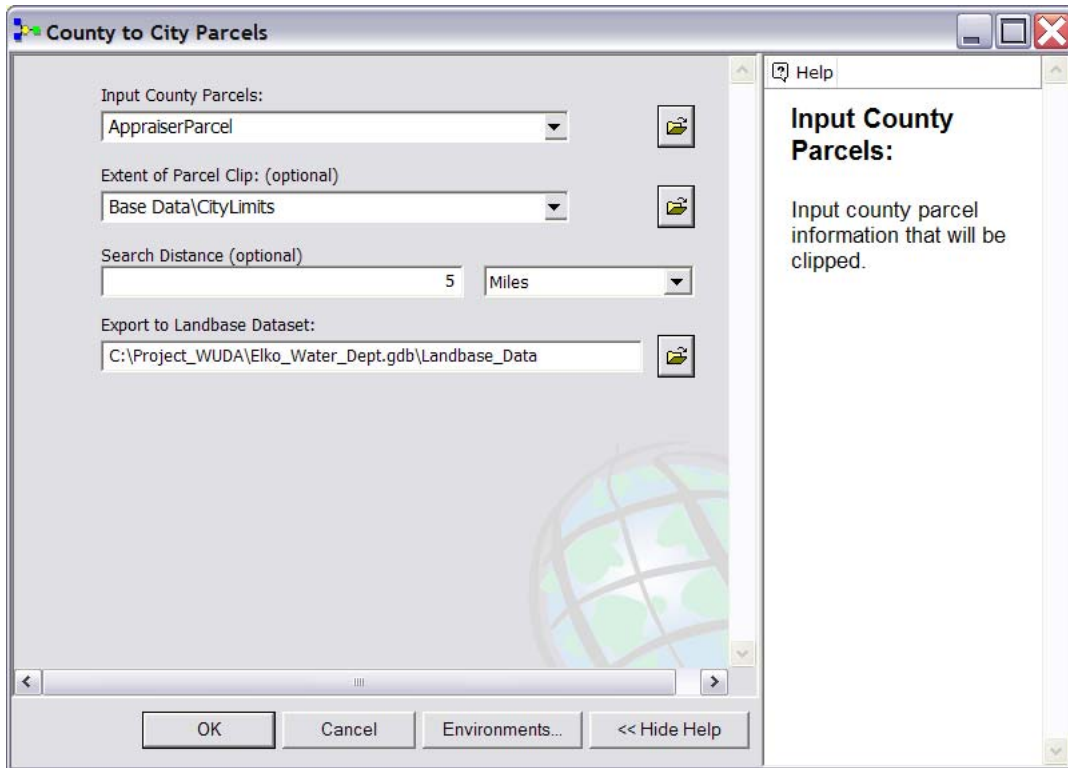 County to City Parcels
Input County Parcels:
AppraiserParcel
Extent of Parcel Clip: (optional)
Base Data\CityLimits
Search Distance (optional)
5 Miles
Export to Landbase Dataset:
C:\Project_WUDA\Elko_Water_Dept.gdb\Landbase_Data
OK Cancel Environments... << Hide Help
Help
Input County
Parcels:
Input county parcel
information that will be
clipped.